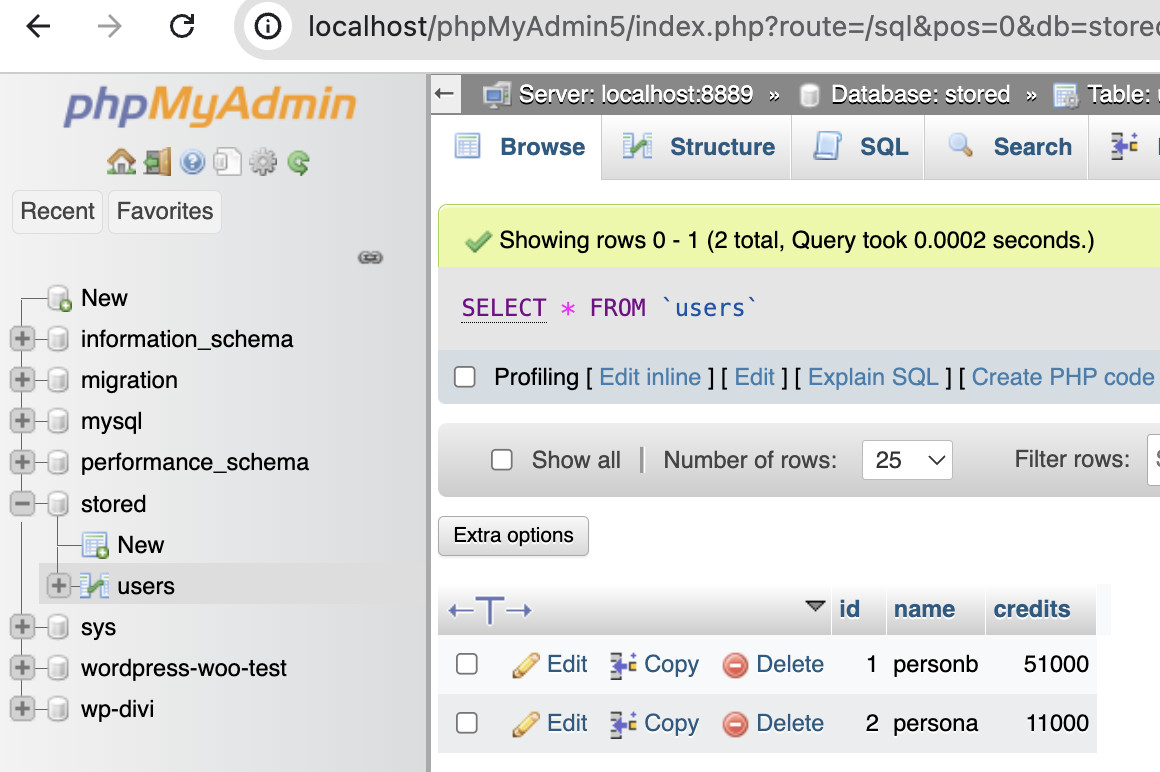 localhost/phpMyAdmin5/index.php?route=/sql&pos=0&db=stored
phpMyAdmin
Recent Favorites
New
information_schema
migration
mysql
performance_schema
stored
New
users
sys
wordpress-woo-test
wp-divi
Server: localhost:8889 » Database: stored » Table:
Browse Structure SQL Search
Showing rows 0 - 1 (2 total, Query took 0.0002 seconds.)
SELECT * FROM `users`
Profiling [ Edit inline ] [ Edit ] [ Explain SQL ] [ Create PHP code
Show all | Number of rows: 25 Filter rows:
Extra options
←T→ id name credits
Edit Copy Delete 1 personb 51000
Edit Copy Delete 2 persona 11000